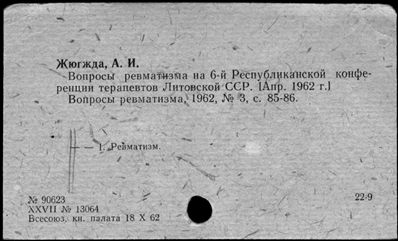 Жюгжда, А. И.
Вопросы ревматизма на 6-й Республиканской конфе-
ренции терапевтов Литовской ССР. [Апр. 1962 г.]
Вопросы ревматизма, 1962, № 3, с. 85-86.
1. Ревматизм.
№ 90623
XXVII № 13064
Всесоюз. кн. палата 18 X 62
22-9